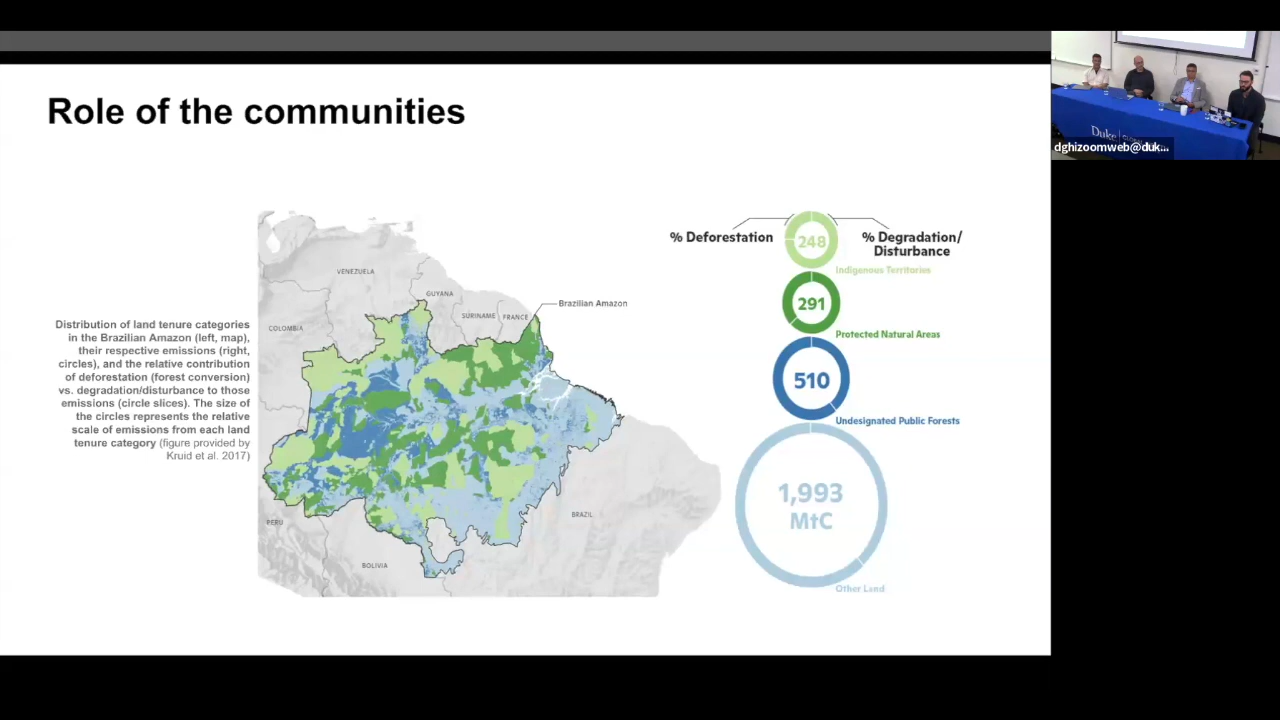 Role of the communities
Distribution of land tenure categories
in the Brazilian Amazon (left, map),
their respective emissions (right,
circles), and the relative contribution
of deforestation (forest conversion)
vs. degradation/disturbance to those
emissions (circle slices). The size of
the circles represents the relative
scale of emissions from each land
tenure category (figure provided by
Kruid et al. 2017)
VENEZUELA
GUYANA
SURINAME
FRANCE
COLOMBIA
Brazilian Amazon
PERU
BOLIVIA
BRAZIL
% Deforestation
248
% Degradation/
Disturbance
Indigenous Territories
291
Protected Natural Areas
510
Undesignated Public Forests
1,993
MtC
Other Land
Duke
dghizoomweb@duk...